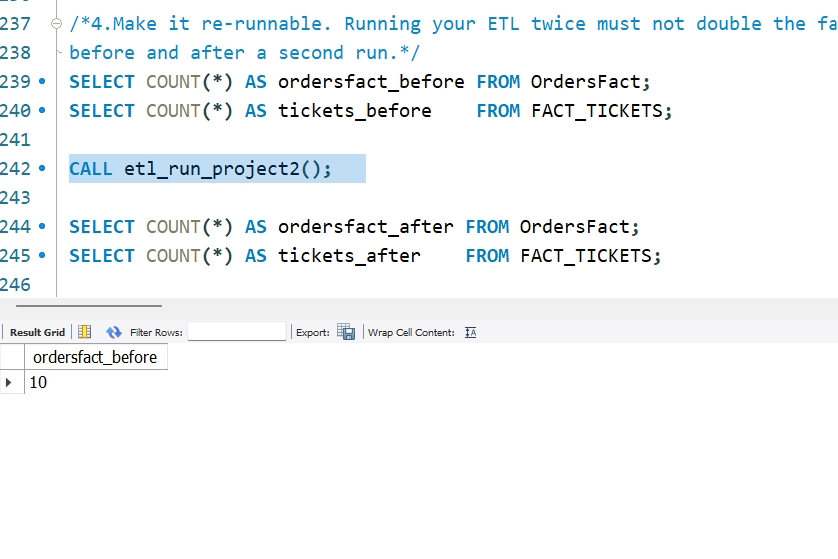 237 /*4.Make it re-runnable. Running your ETL twice must not double the fa
238 before and after a second run.*/
239 SELECT COUNT(*) AS ordersfact_before FROM OrdersFact;
240 SELECT COUNT(*) AS tickets_before    FROM FACT_TICKETS;
241
242 CALL etl_run_project2();
243
244 SELECT COUNT(*) AS ordersfact_after FROM OrdersFact;
245 SELECT COUNT(*) AS tickets_after    FROM FACT_TICKETS;
246
Result Grid Filter Rows: Export: Wrap Cell Content:
ordersfact_before
10